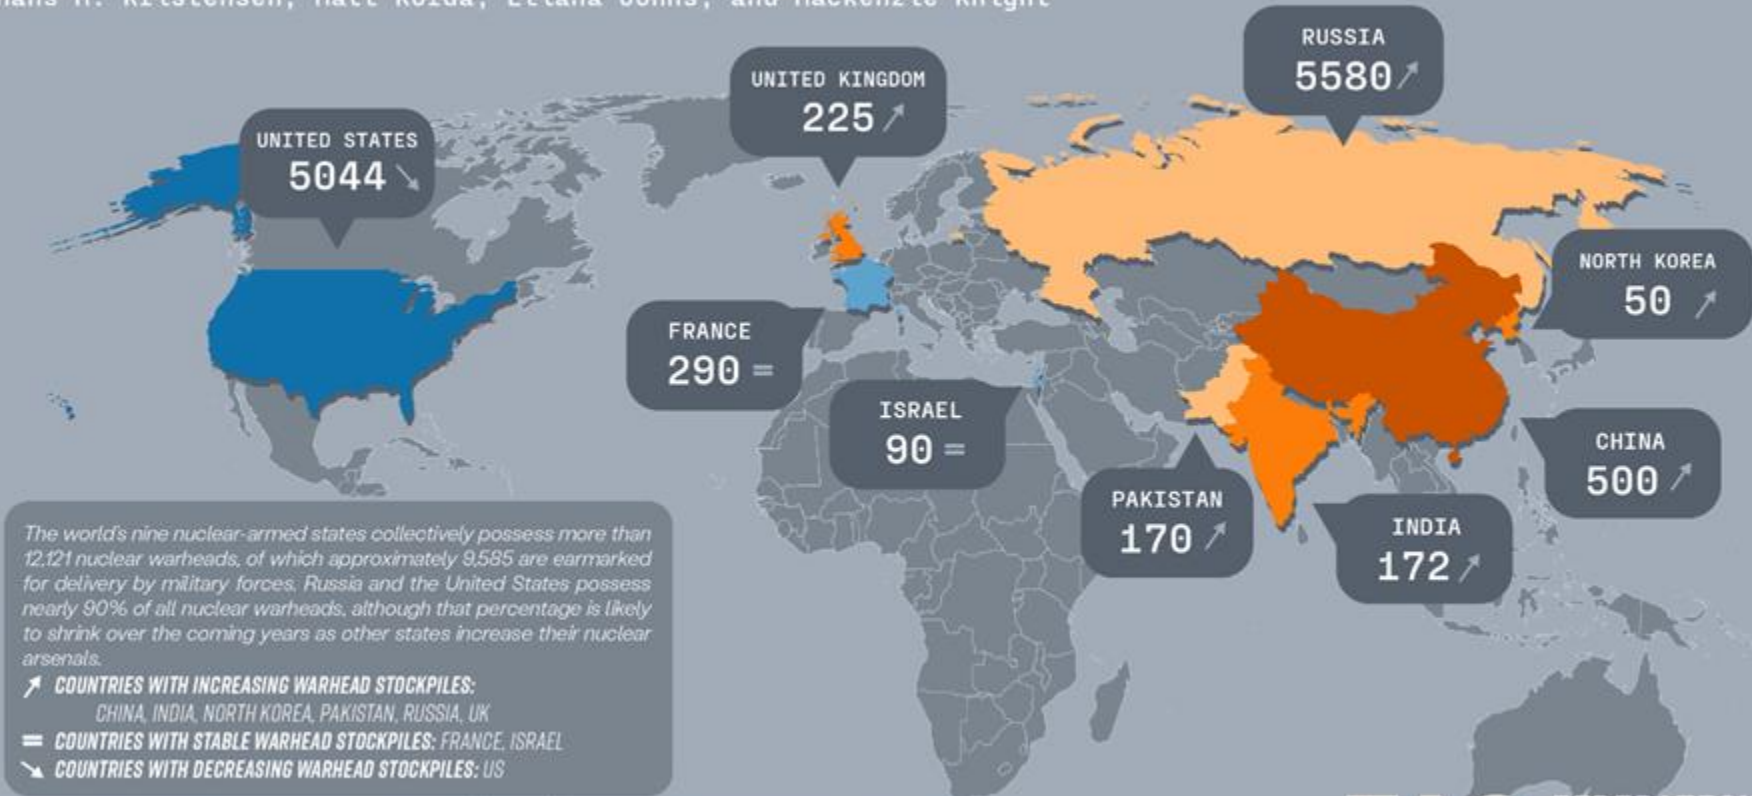 UNITED STATES
5044
UNITED KINGDOM
225
RUSSIA
5580
NORTH KOREA
50
FRANCE
290 =
ISRAEL
90 =
CHINA
500
PAKISTAN
170
INDIA
172
The world's nine nuclear-armed states collectively possess more than
12,121 nuclear warheads, of which approximately 9,585 are earmarked
for delivery by military forces. Russia and the United States possess
nearly 90% of all nuclear warheads, although that percentage is likely
to shrink over the coming years as other states increase their nuclear
arsenals.
↗ COUNTRIES WITH INCREASING WARHEAD STOCKPILES:
CHINA, INDIA, NORTH KOREA, PAKISTAN, RUSSIA, UK
= COUNTRIES WITH STABLE WARHEAD STOCKPILES: FRANCE, ISRAEL
↘ COUNTRIES WITH DECREASING WARHEAD STOCKPILES: US